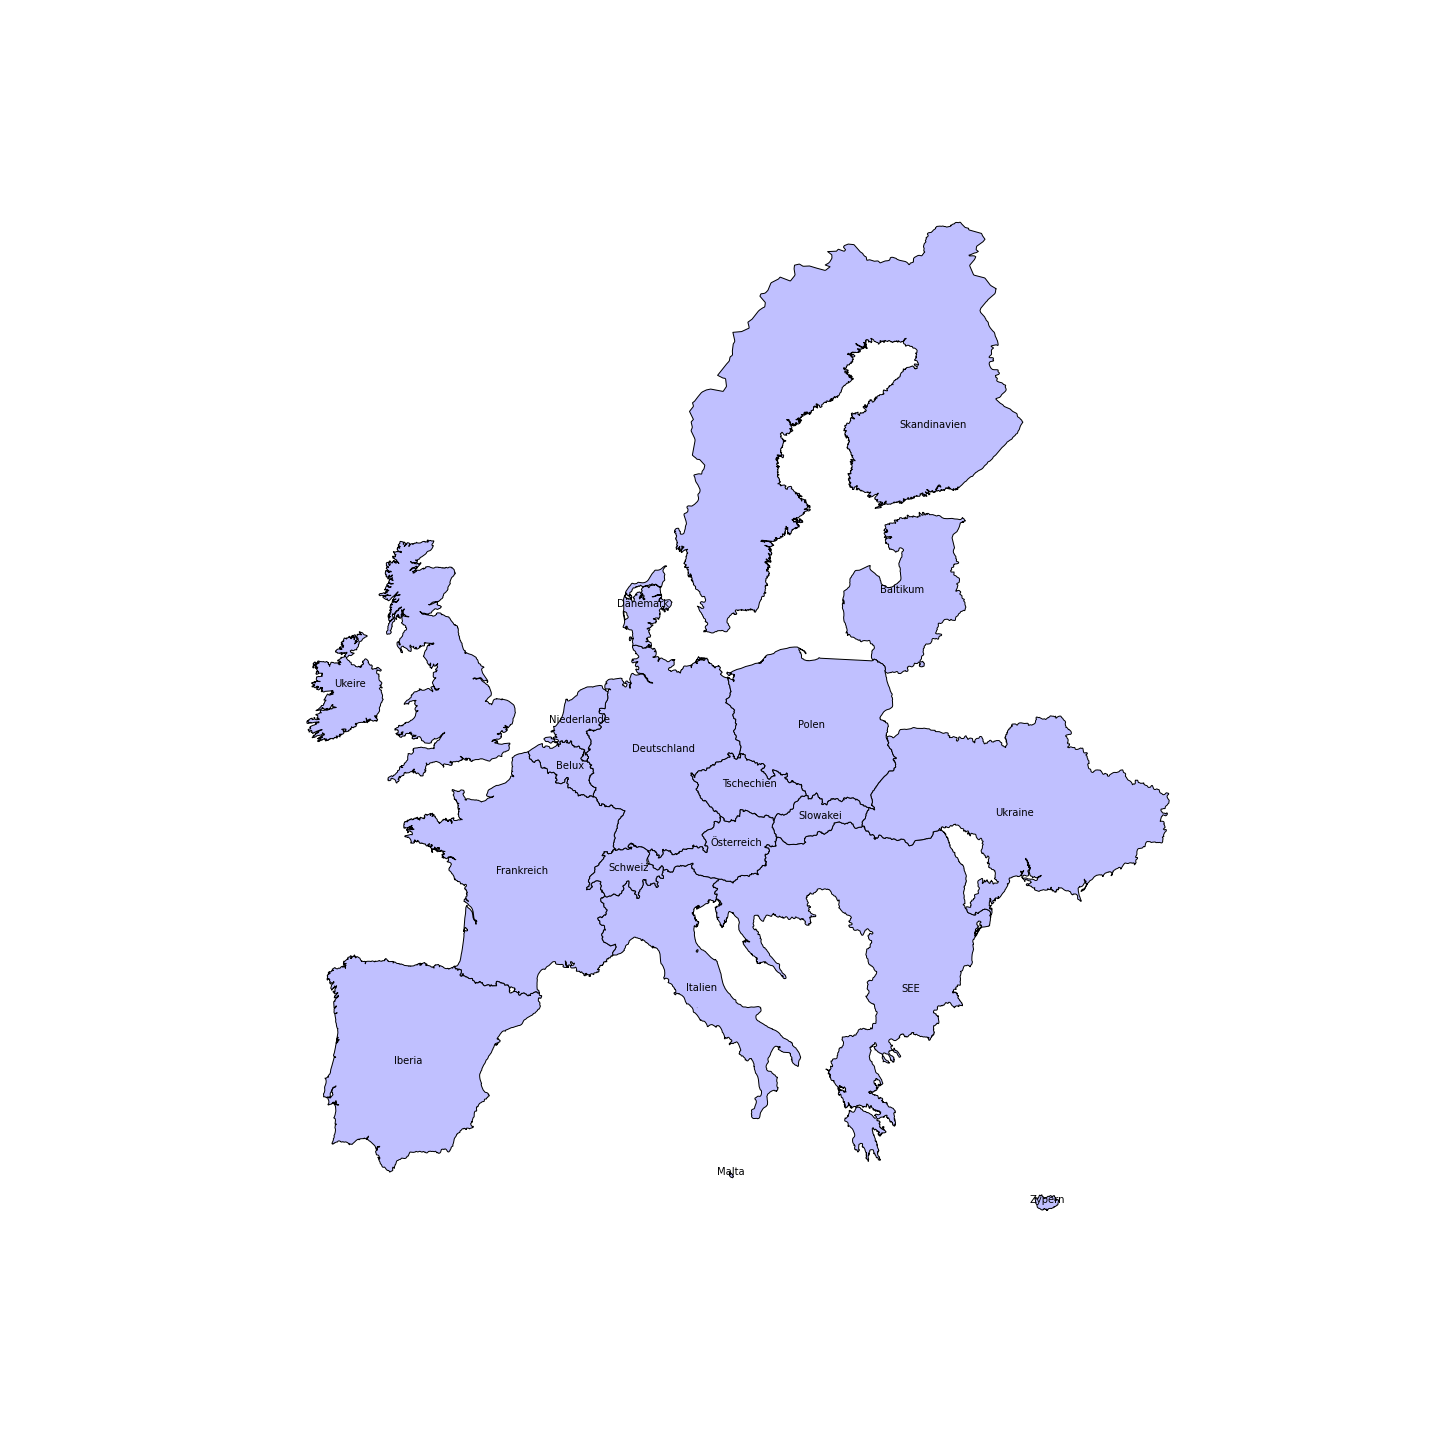 Skandinavien
Baltikum
Dänemark
Ukeire
Niederlande
Polen
Deutschland
Belux
Tschechien
Ukraine
Slowakei
Österreich
Schweiz
Frankreich
Italien
SEE
Iberia
Malta
Zypern